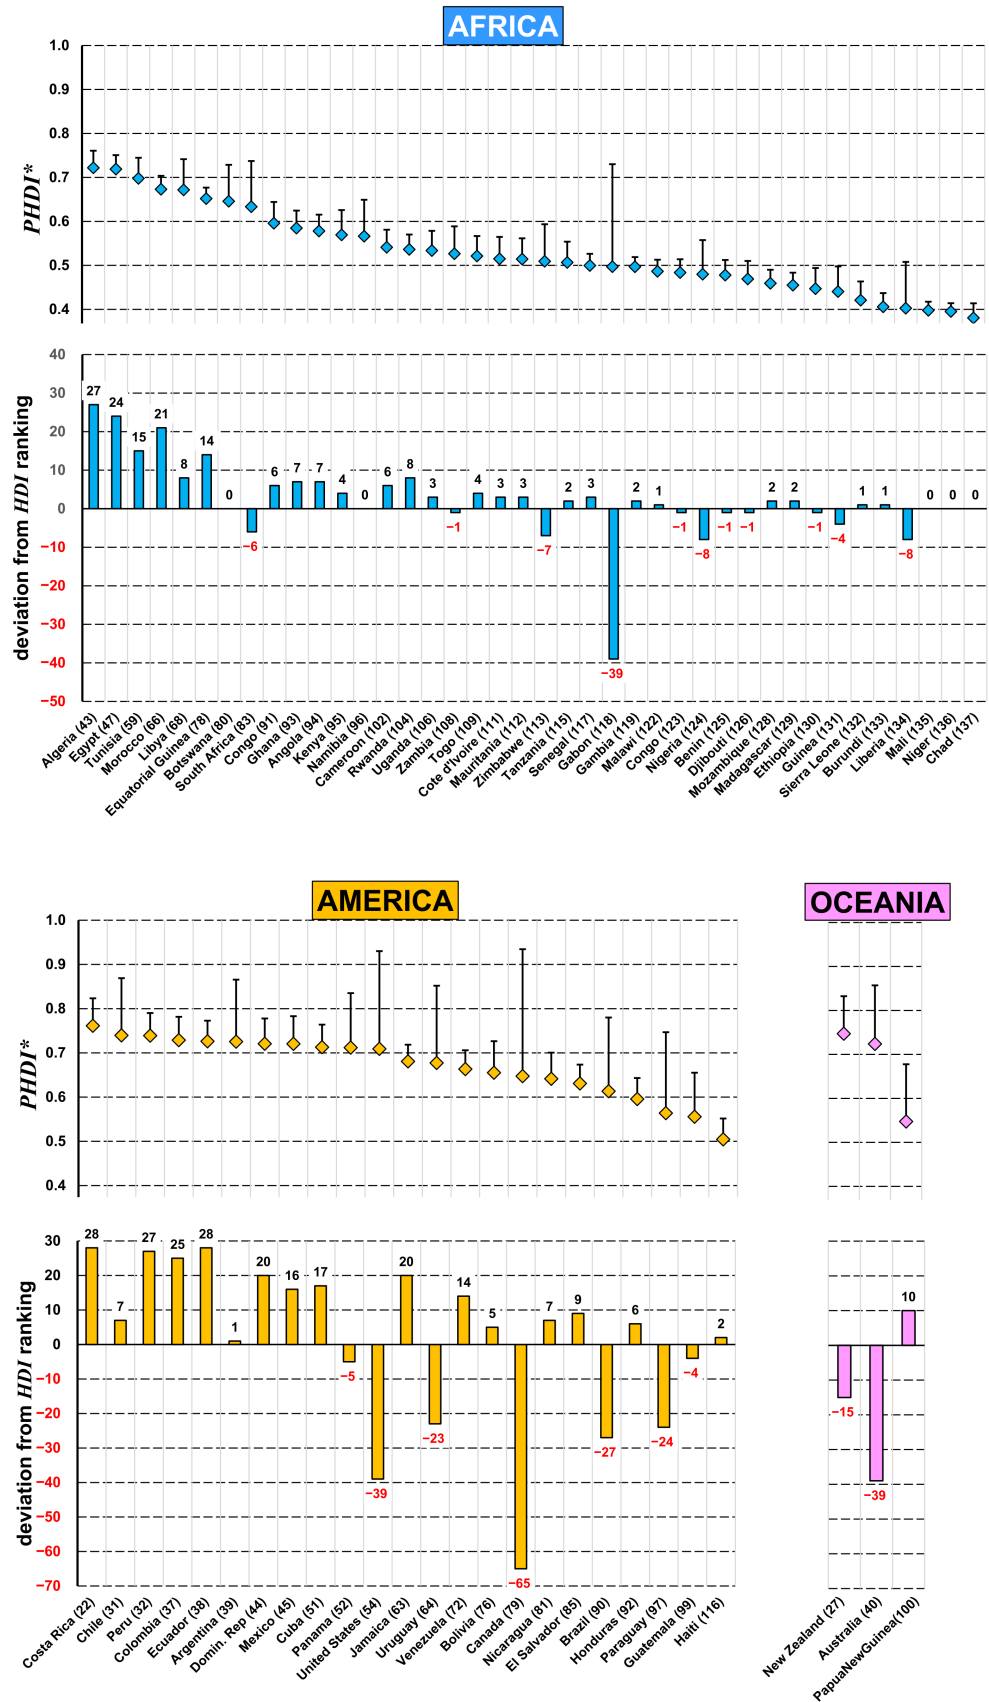 AFRICA
PHDI*
1.0
0.9
0.8
0.7
0.6
0.5
0.4
deviation from HDI ranking
40
30
20
10
0
−10
−20
−30
−40
−50
27
24
15
21
8
14
0
−6
6
7
7
4
0
6
8
3
−1
4
3
3
−7
2
3
−39
2
1
−1
−8
−1
−1
2
2
−1
−4
1
1
−8
0
0
0
Algeria (43)
Egypt (47)
Tunisia (59)
Morocco (66)
Libya (68)
Equatorial Guinea (78)
Botswana (80)
South Africa (83)
Congo (91)
Ghana (93)
Angola (94)
Kenya (95)
Namibia (96)
Cameroon (102)
Rwanda (104)
Uganda (106)
Zambia (108)
Togo (109)
Cote d'Ivoire (111)
Mauritania (112)
Zimbabwe (113)
Tanzania (115)
Senegal (117)
Gabon (118)
Gambia (119)
Malawi (122)
Congo (123)
Nigeria (124)
Benin (125)
Djibouti (126)
Mozambique (128)
Madagascar (129)
Ethiopia (130)
Guinea (131)
Sierra Leone (132)
Burundi (133)
Liberia (134)
Mali (135)
Niger (136)
Chad (137)
AMERICA
PHDI*
1.0
0.9
0.8
0.7
0.6
0.5
0.4
deviation from HDI ranking
30
20
10
0
−10
−20
−30
−40
−50
−60
−70
28
7
27
25
28
1
20
16
17
−5
−39
20
−23
14
5
−65
7
9
−27
6
−24
−4
2
Costa Rica (22)
Chile (31)
Peru (32)
Colombia (37)
Ecuador (38)
Argentina (39)
Domin. Rep (44)
Mexico (45)
Cuba (51)
Panama (52)
United States (54)
Jamaica (63)
Uruguay (64)
Venezuela (72)
Bolivia (76)
Canada (79)
Nicaragua (81)
El Salvador (85)
Brazil (90)
Honduras (92)
Paraguay (97)
Guatemala (99)
Haiti (116)
OCEANIA
−15
−39
10
New Zealand (27)
Australia (40)
PapuaNewGuinea(100)